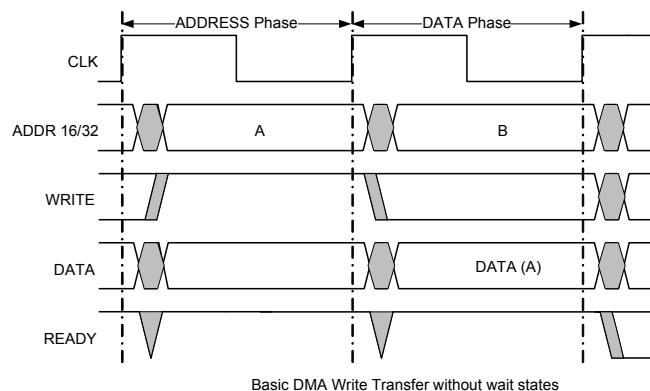 ADDRESS Phase DATA Phase
CLK
ADDR 16/32 A B
WRITE
DATA DATA (A)
READY
Basic DMA Write Transfer without wait states